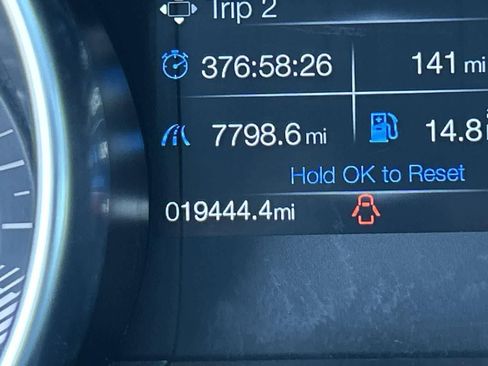 Trip 2
376:58:26 141 mi
7798.6 mi 14.8
Hold OK to Reset
019444.4mi